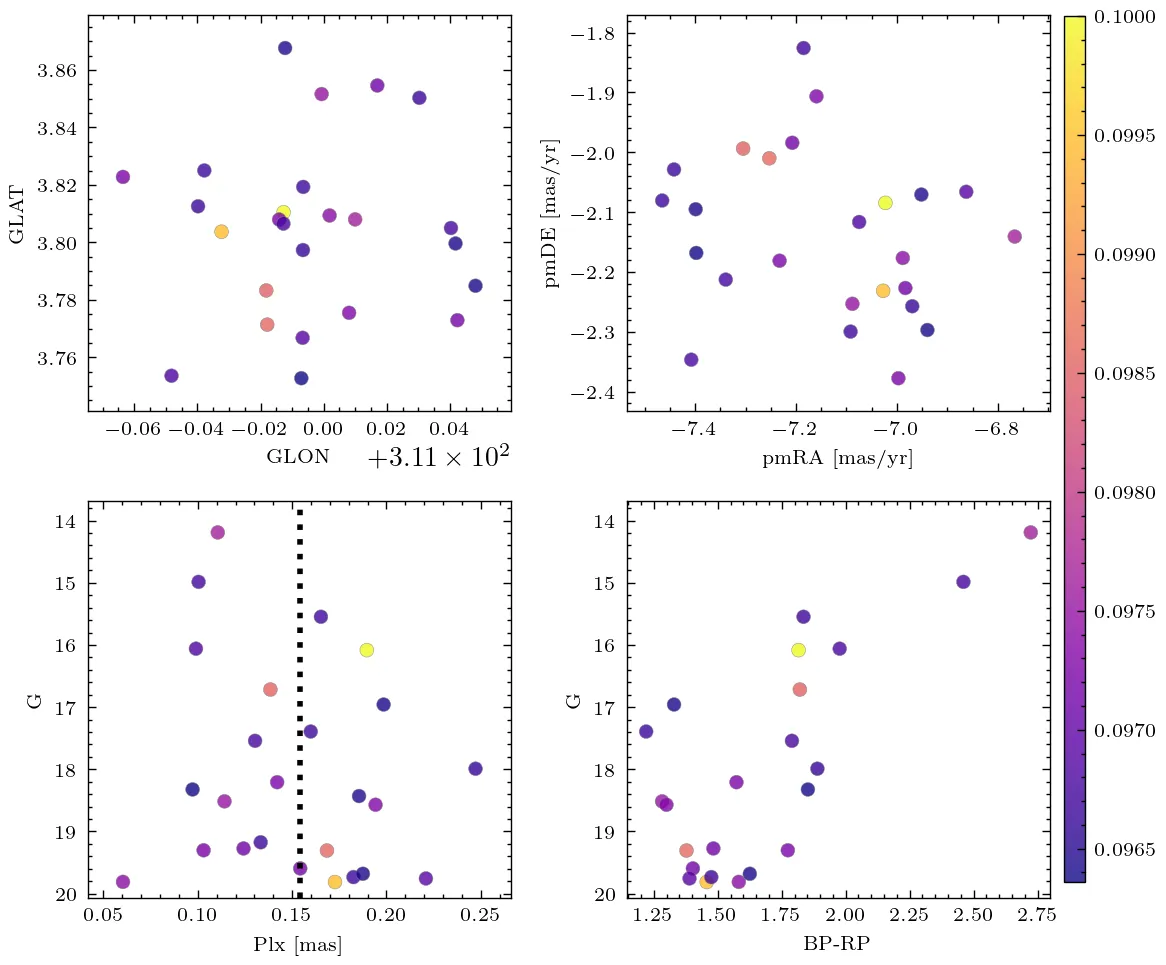 3.86
3.84
3.82
3.80
3.78
3.76
GLAT
−0.06 −0.04 −0.02 0.00 0.02 0.04
GLON +3.11 × 10²
−1.8
−1.9
−2.0
−2.1
−2.2
−2.3
−2.4
pmDE [mas/yr]
−7.4 −7.2 −7.0 −6.8
pmRA [mas/yr]
14
15
16
17
18
19
20
G
0.05 0.10 0.15 0.20 0.25
Plx [mas]
14
15
16
17
18
19
20
G
1.25 1.50 1.75 2.00 2.25 2.50 2.75
BP-RP
0.1000
0.0995
0.0990
0.0985
0.0980
0.0975
0.0970
0.0965